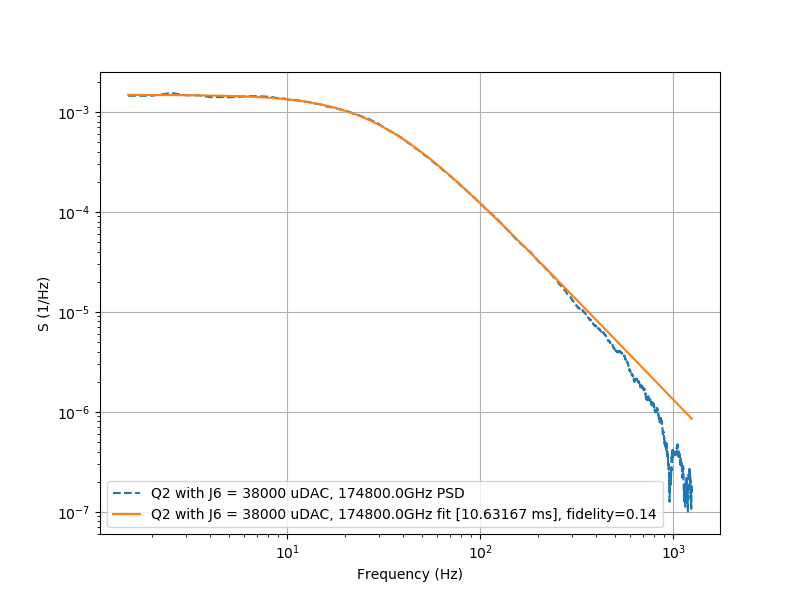 10⁻³
10⁻⁴
10⁻⁵
10⁻⁶
10⁻⁷
S (1/Hz)
Q2 with J6 = 38000 uDAC, 174800.0GHz PSD
Q2 with J6 = 38000 uDAC, 174800.0GHz fit [10.63167 ms], fidelity=0.14
10¹
10²
10³
Frequency (Hz)